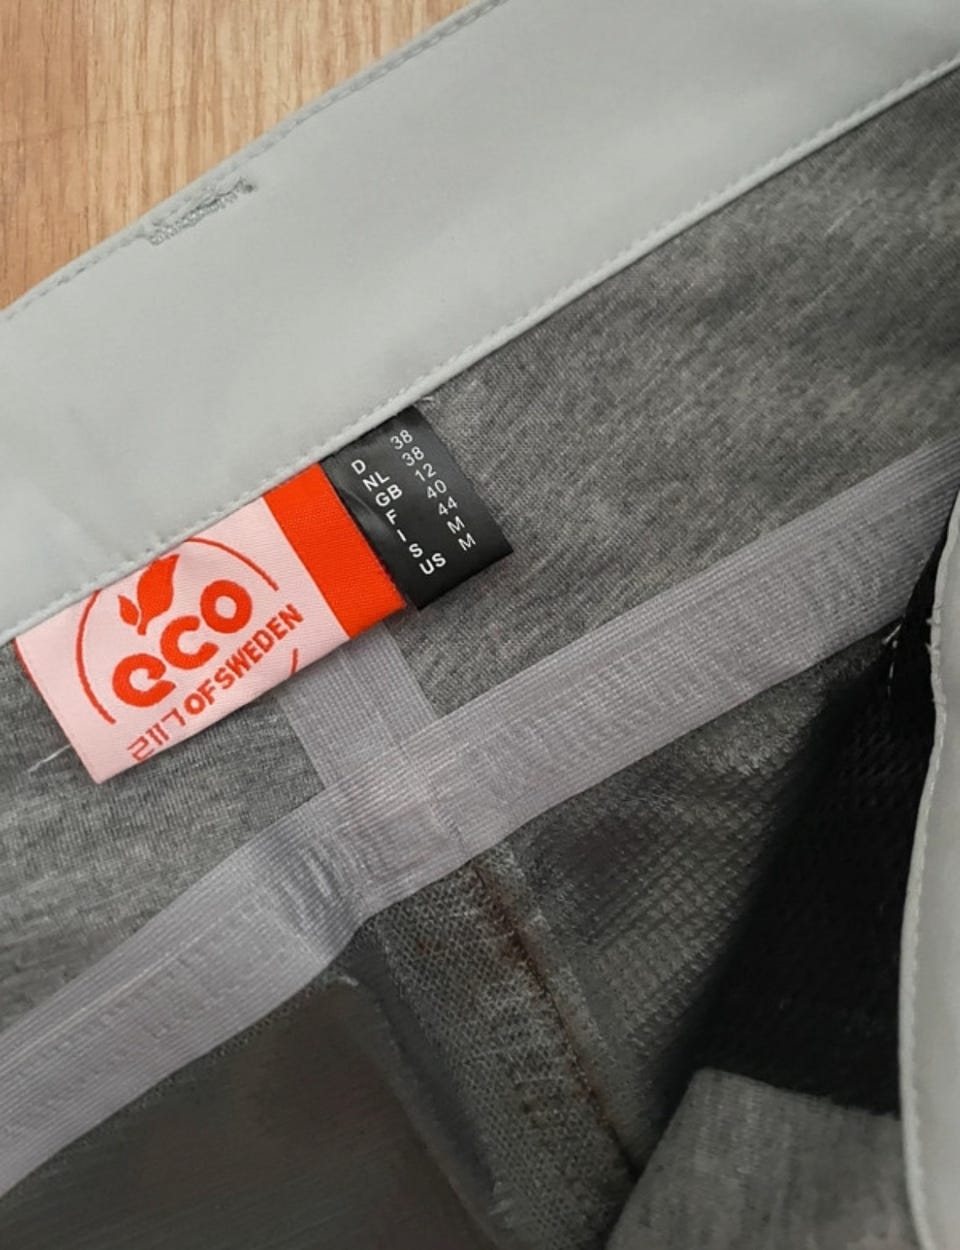 eco
2117 OF SWEDEN
D 38
NL 38
GB 12
F 40
I 44
S M
US M